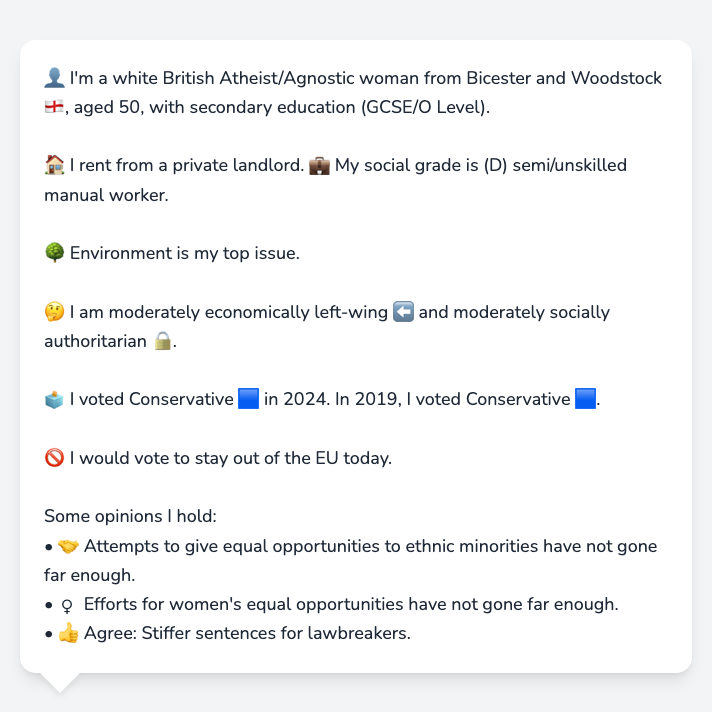 👤 I'm a white British Atheist/Agnostic woman from Bicester and Woodstock
🏴󠁧󠁢󠁥󠁮󠁧󠁿, aged 50, with secondary education (GCSE/O Level).
🏠 I rent from a private landlord. 💼 My social grade is (D) semi/unskilled
manual worker.
🌳 Environment is my top issue.
🤔 I am moderately economically left-wing ⬅️ and moderately socially
authoritarian 🔒.
🗳️ I voted Conservative 🟦 in 2024. In 2019, I voted Conservative 🟦.
🚫 I would vote to stay out of the EU today.
Some opinions I hold:
• 🤝 Attempts to give equal opportunities to ethnic minorities have not gone
far enough.
• ♀ Efforts for women's equal opportunities have not gone far enough.
• 👍 Agree: Stiffer sentences for lawbreakers.